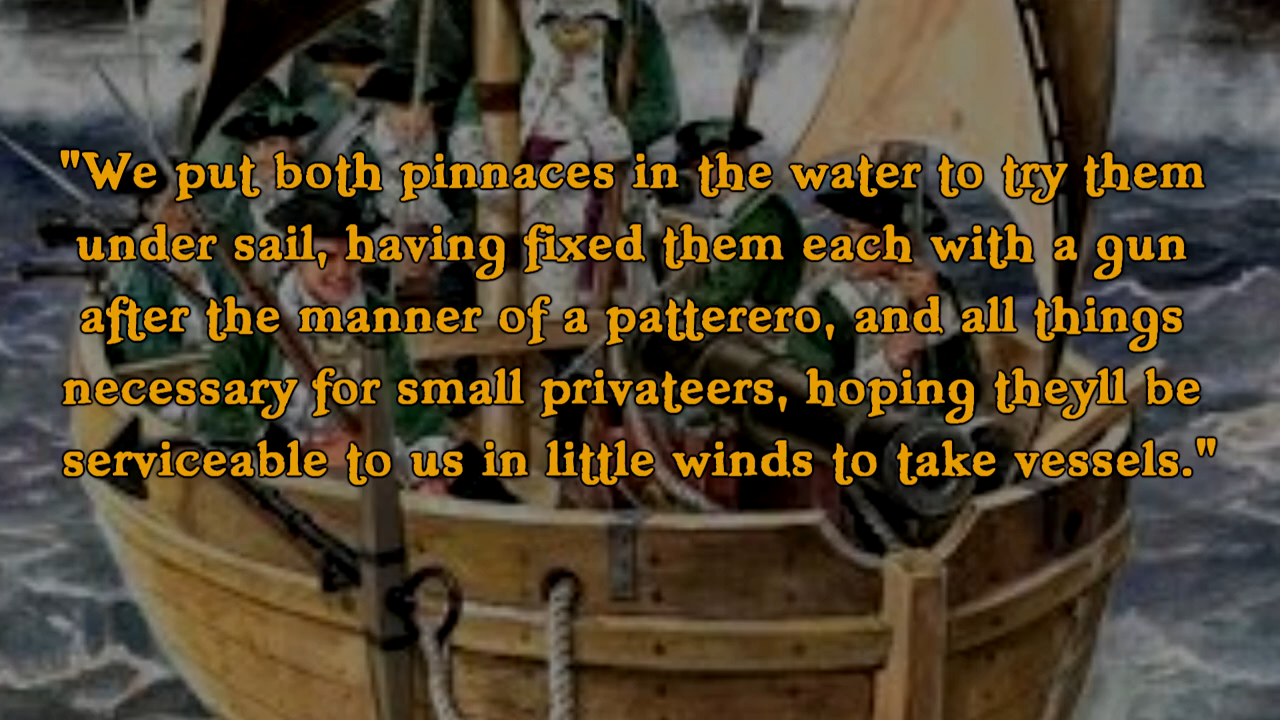 "We put both pinnaces in the water to try them
under sail, having fixed them each with a gun
after the manner of a patterero, and all things
necessary for small privateers, hoping theyll be
serviceable to us in little winds to take vessels."